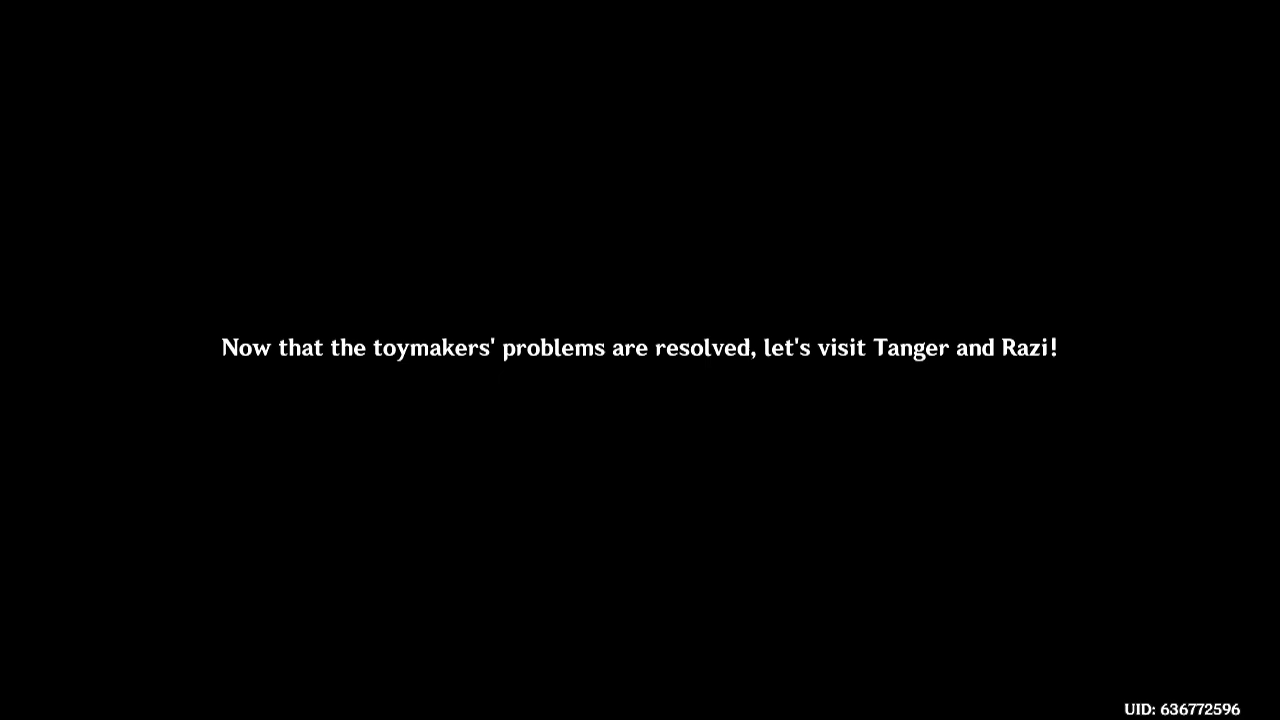 Now that the toymakers' problems are resolved, let's visit Tanger and Razi!
UID: 636772596